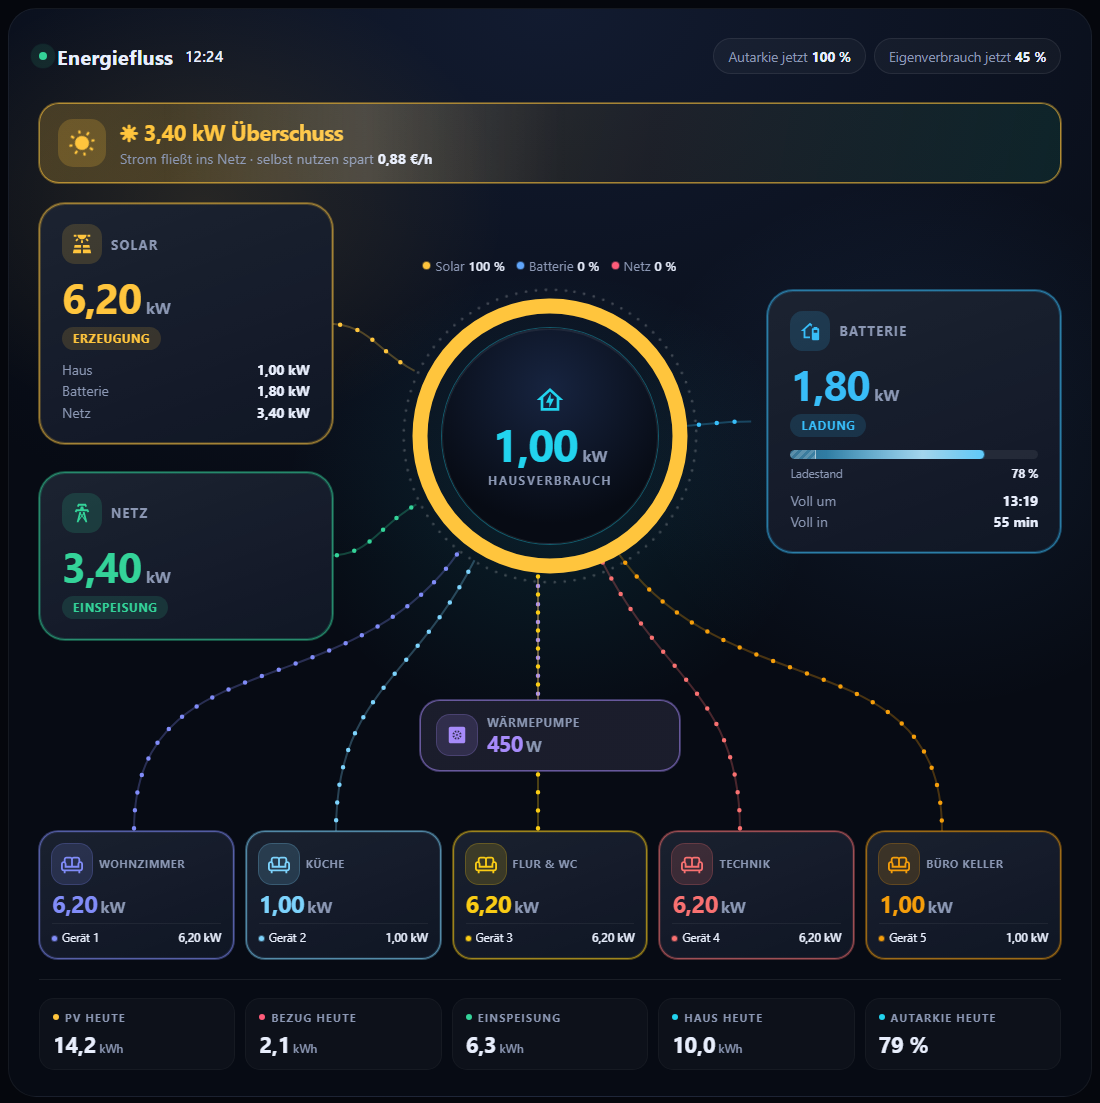 Energiefluss 12:24
Autarkie jetzt 100 %
Eigenverbrauch jetzt 45 %
3,40 kW Überschuss
Strom fließt ins Netz · selbst nutzen spart 0,88 €/h
SOLAR
6,20 kW
ERZEUGUNG
Haus 1,00 kW
Batterie 1,80 kW
Netz 3,40 kW
Solar 100 % Batterie 0 % Netz 0 %
1,00 kW
HAUSVERBRAUCH
BATTERIE
1,80 kW
LADUNG
Ladestand 78 %
Voll um 13:19
Voll in 55 min
NETZ
3,40 kW
EINSPEISUNG
WÄRMEPUMPE
450 W
WOHNZIMMER
6,20 kW
Gerät 1 6,20 kW
KÜCHE
1,00 kW
Gerät 2 1,00 kW
FLUR & WC
6,20 kW
Gerät 3 6,20 kW
TECHNIK
6,20 kW
Gerät 4 6,20 kW
BÜRO KELLER
1,00 kW
Gerät 5 1,00 kW
PV HEUTE
14,2 kWh
BEZUG HEUTE
2,1 kWh
EINSPEISUNG
6,3 kWh
HAUS HEUTE
10,0 kWh
AUTARKIE HEUTE
79 %